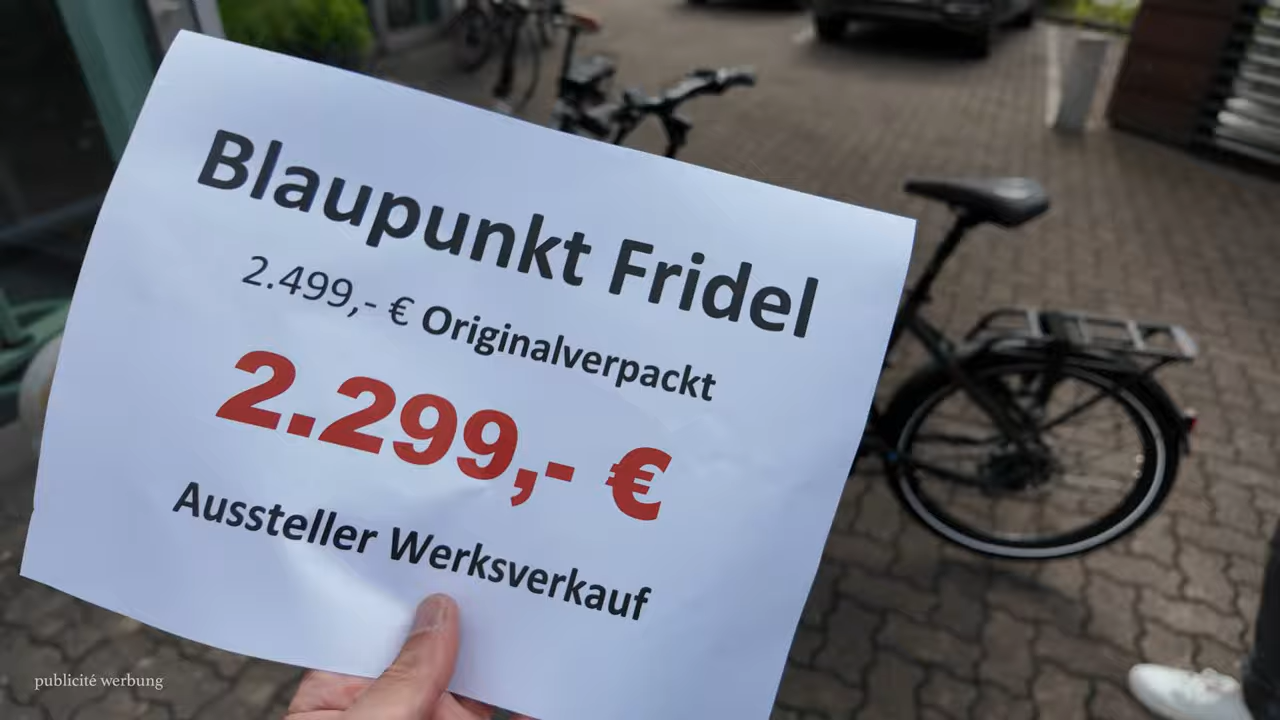 Blaupunkt Fridel
2.499,- € Originalverpackt
2.299,- €
Aussteller Werksverkauf
publicité werbung